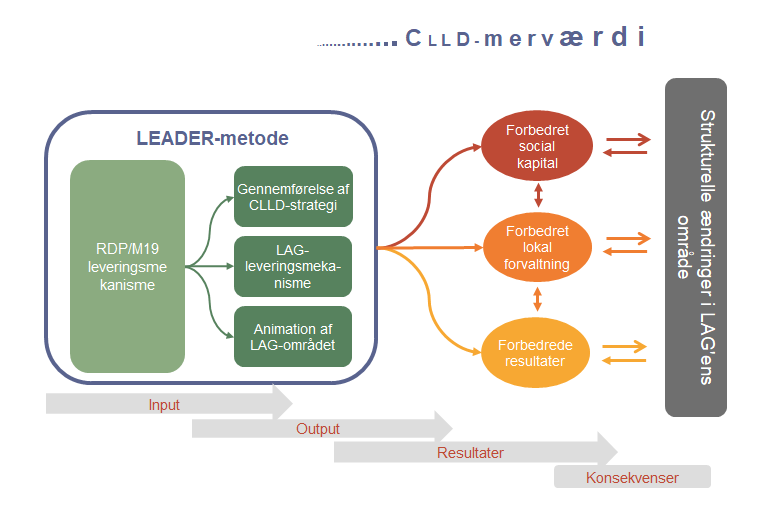 CLLD-merværdi
LEADER-metode
RDP/M19
leveringsme
kanisme
Gennemførelse af
CLLD-strategi
LAG-
leveringsmeka-
nisme
Animation af
LAG-området
Forbedret
social
kapital
Forbedret
lokal
forvaltning
Forbedrede
resultater
Strukturelle ændringer i LAG'ens
område
Input
Output
Resultater
Konsekvenser